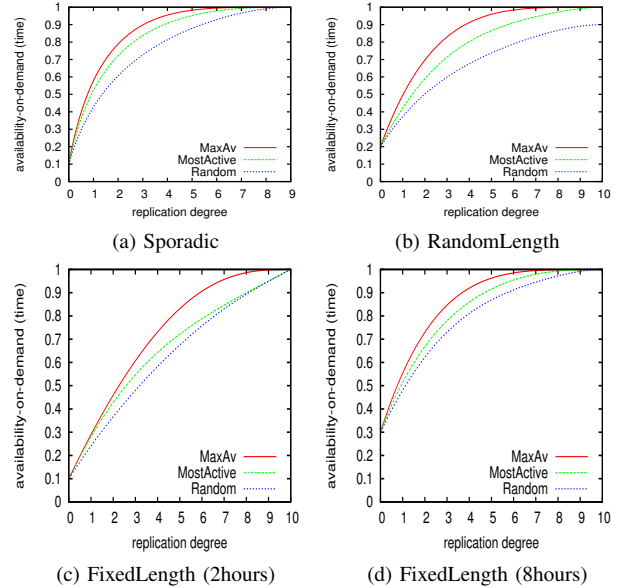 availability-on-demand (time)
1
0.9
0.8
0.7
0.6
0.5
0.4
0.3
0.2
0.1
0
MaxAv
MostActive
Random
0 1 2 3 4 5 6 7 8 9
replication degree
(a) Sporadic
availability-on-demand (time)
1
0.9
0.8
0.7
0.6
0.5
0.4
0.3
0.2
0.1
0
MaxAv
MostActive
Random
0 1 2 3 4 5 6 7 8 9 10
replication degree
(b) RandomLength
availability-on-demand (time)
1
0.9
0.8
0.7
0.6
0.5
0.4
0.3
0.2
0.1
0
MaxAv
MostActive
Random
0 1 2 3 4 5 6 7 8 9 10
replication degree
(c) FixedLength (2hours)
availability-on-demand (time)
1
0.9
0.8
0.7
0.6
0.5
0.4
0.3
0.2
0.1
0
MaxAv
MostActive
Random
0 1 2 3 4 5 6 7 8 9 10
replication degree
(d) FixedLength (8hours)